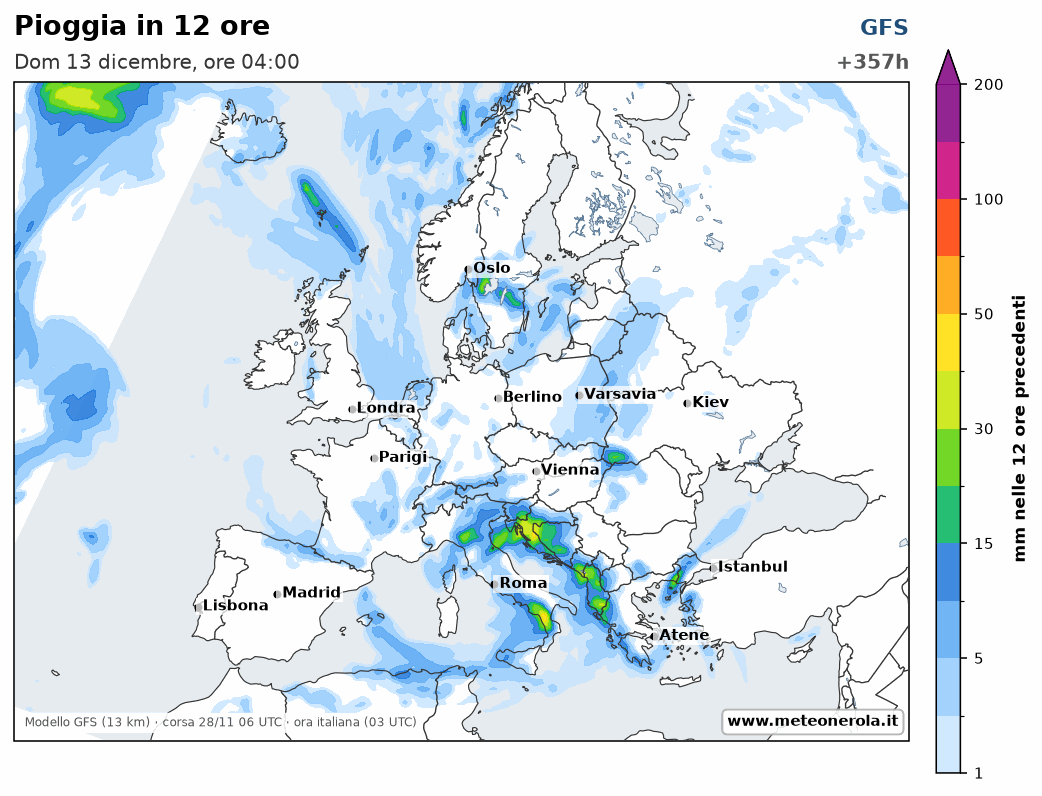 Pioggia in 12 ore
GFS
Dom 13 dicembre, ore 04:00
+357h
Oslo
Berlino
Varsavia
Kiev
Londra
Parigi
Vienna
Istanbul
Roma
Madrid
Lisbona
Atene
Modello GFS (13 km) · corsa 28/11 06 UTC · ora italiana (03 UTC)
www.meteonerola.it
200
100
50
30
15
5
1
mm nelle 12 ore precedenti